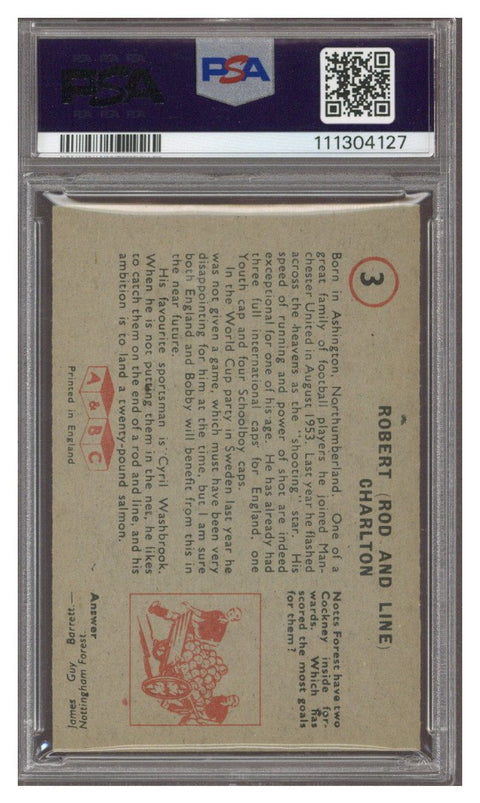 PSA
PSA
111304127
3
ROBERT (ROD AND LINE)
CHARLTON
Born in Ashington, Northumberland. One of a
great family of football players he joined Man-
chester United in August 1953. Last year he flashed
across the heavens as the 'shooting' star. His
speed of running and power of shot are indeed
exceptional for one of his age. He has already had
three full international caps for England, one
Youth cap and four Schoolboy caps.
In the World Cup party in Sweden last year he
was not given a game, which must have been very
disappointing for him at the time, but I am sure
both England and Bobby will benefit from this in
the near future.
His favourite sportsman is Cyril Washbrook.
When he is not putting them in the net, he likes
to catch them on the end of a rod and line, and his
ambition is to land a twenty-pound salmon.
A & B C
Printed in England
Notts Forest have two
Cockney inside for-
wards. Which has
scored the most goals
for them?
Answer
James Guy Barrett—
Nottingham Forest.